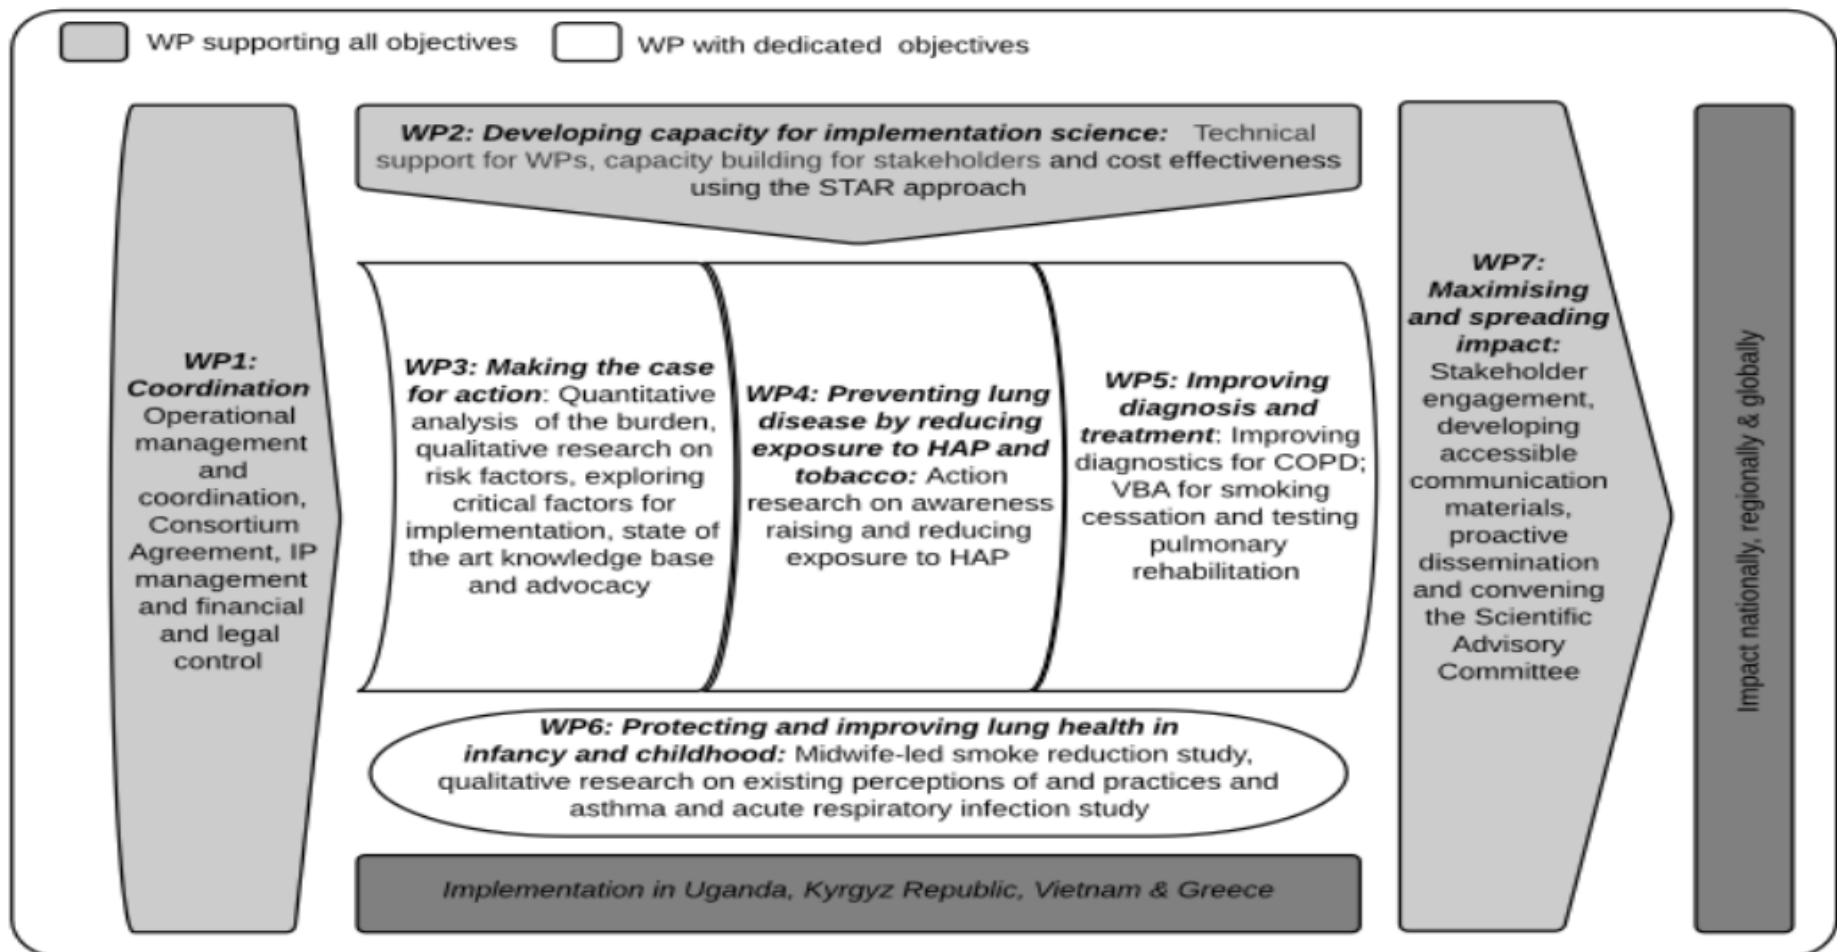 WP supporting all objectives
WP with dedicated objectives
WP1:
Coordination
Operational
management
and
coordination,
Consortium
Agreement, IP
management
and financial
and legal
control
WP2: Developing capacity for implementation science: Technical
support for WPs, capacity building for stakeholders and cost effectiveness
using the STAR approach
WP3: Making the case
for action: Quantitative
analysis of the burden,
qualitative research on
risk factors, exploring
critical factors for
implementation, state of
the art knowledge base
and advocacy
WP4: Preventing lung
disease by reducing
exposure to HAP and
tobacco: Action
research on awareness
raising and reducing
exposure to HAP
WP5: Improving
diagnosis and
treatment: Improving
diagnostics for COPD;
VBA for smoking
cessation and testing
pulmonary
rehabilitation
WP6: Protecting and improving lung health in
infancy and childhood: Midwife-led smoke reduction study,
qualitative research on existing perceptions of and practices and
asthma and acute respiratory infection study
Implementation in Uganda, Kyrgyz Republic, Vietnam & Greece
WP7:
Maximising
and spreading
impact:
Stakeholder
engagement,
developing
accessible
communication
materials,
proactive
dissemination
and convening
the Scientific
Advisory
Committee
Impact nationally, regionally & globally